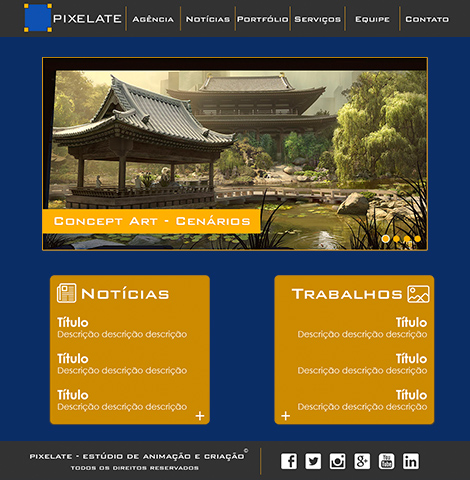 PIXELATE Agência Notícias Portfólio Serviços Equipe Contato
Concept Art - Cenários
Notícias
Título
Descrição descrição descrição
Título
Descrição descrição descrição
Título
Descrição descrição descrição
+
Trabalhos
Título
Descrição descrição descrição
Título
Descrição descrição descrição
Título
Descrição descrição descrição
+
PIXELATE - ESTÚDIO DE ANIMAÇÃO E CRIAÇÃO©
TODOS OS DIREITOS RESERVADOS
f g+ You Tube in